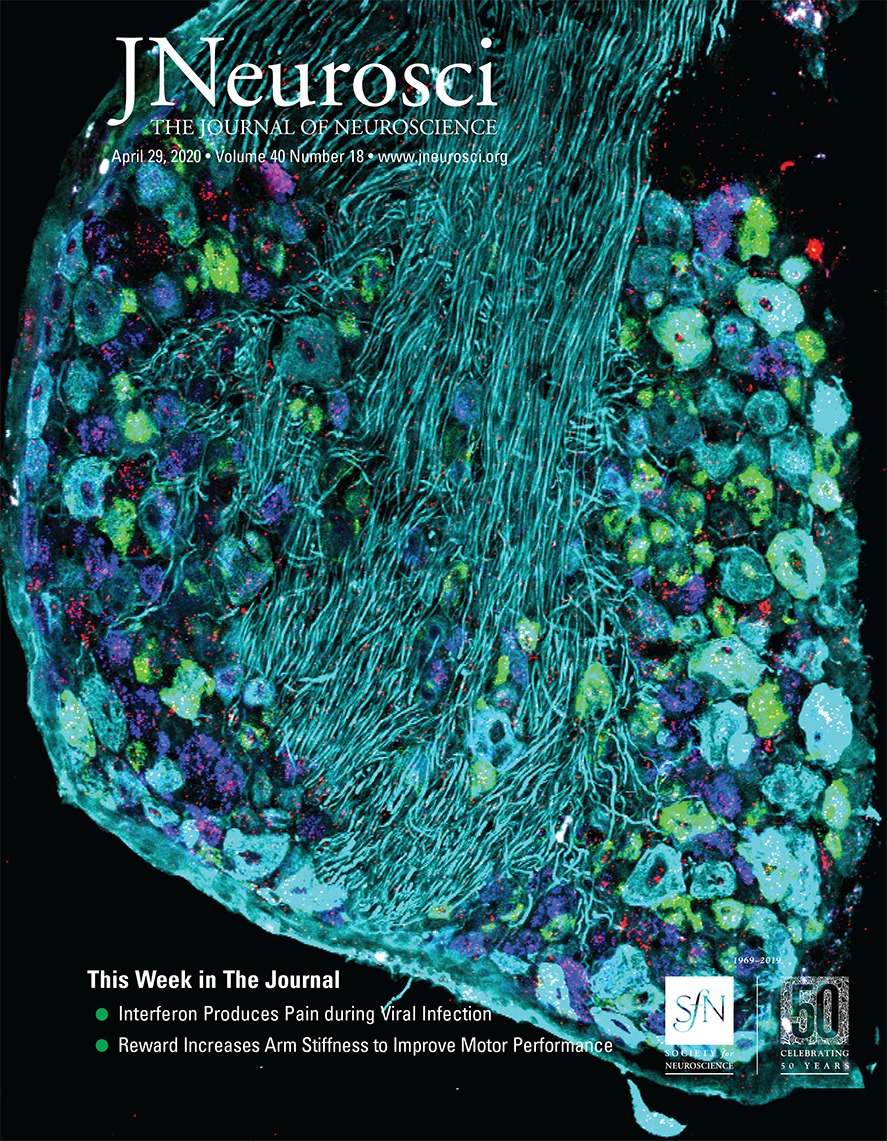 JNeurosci
THE JOURNAL OF NEUROSCIENCE
April 29, 2020 • Volume 40 Number 18 • www.jneurosci.org
This Week in The Journal
● Interferon Produces Pain during Viral Infection
● Reward Increases Arm Stiffness to Improve Motor Performance
1969–2019
SfN
SOCIETY for
NEUROSCIENCE
50
CELEBRATING
50 YEARS